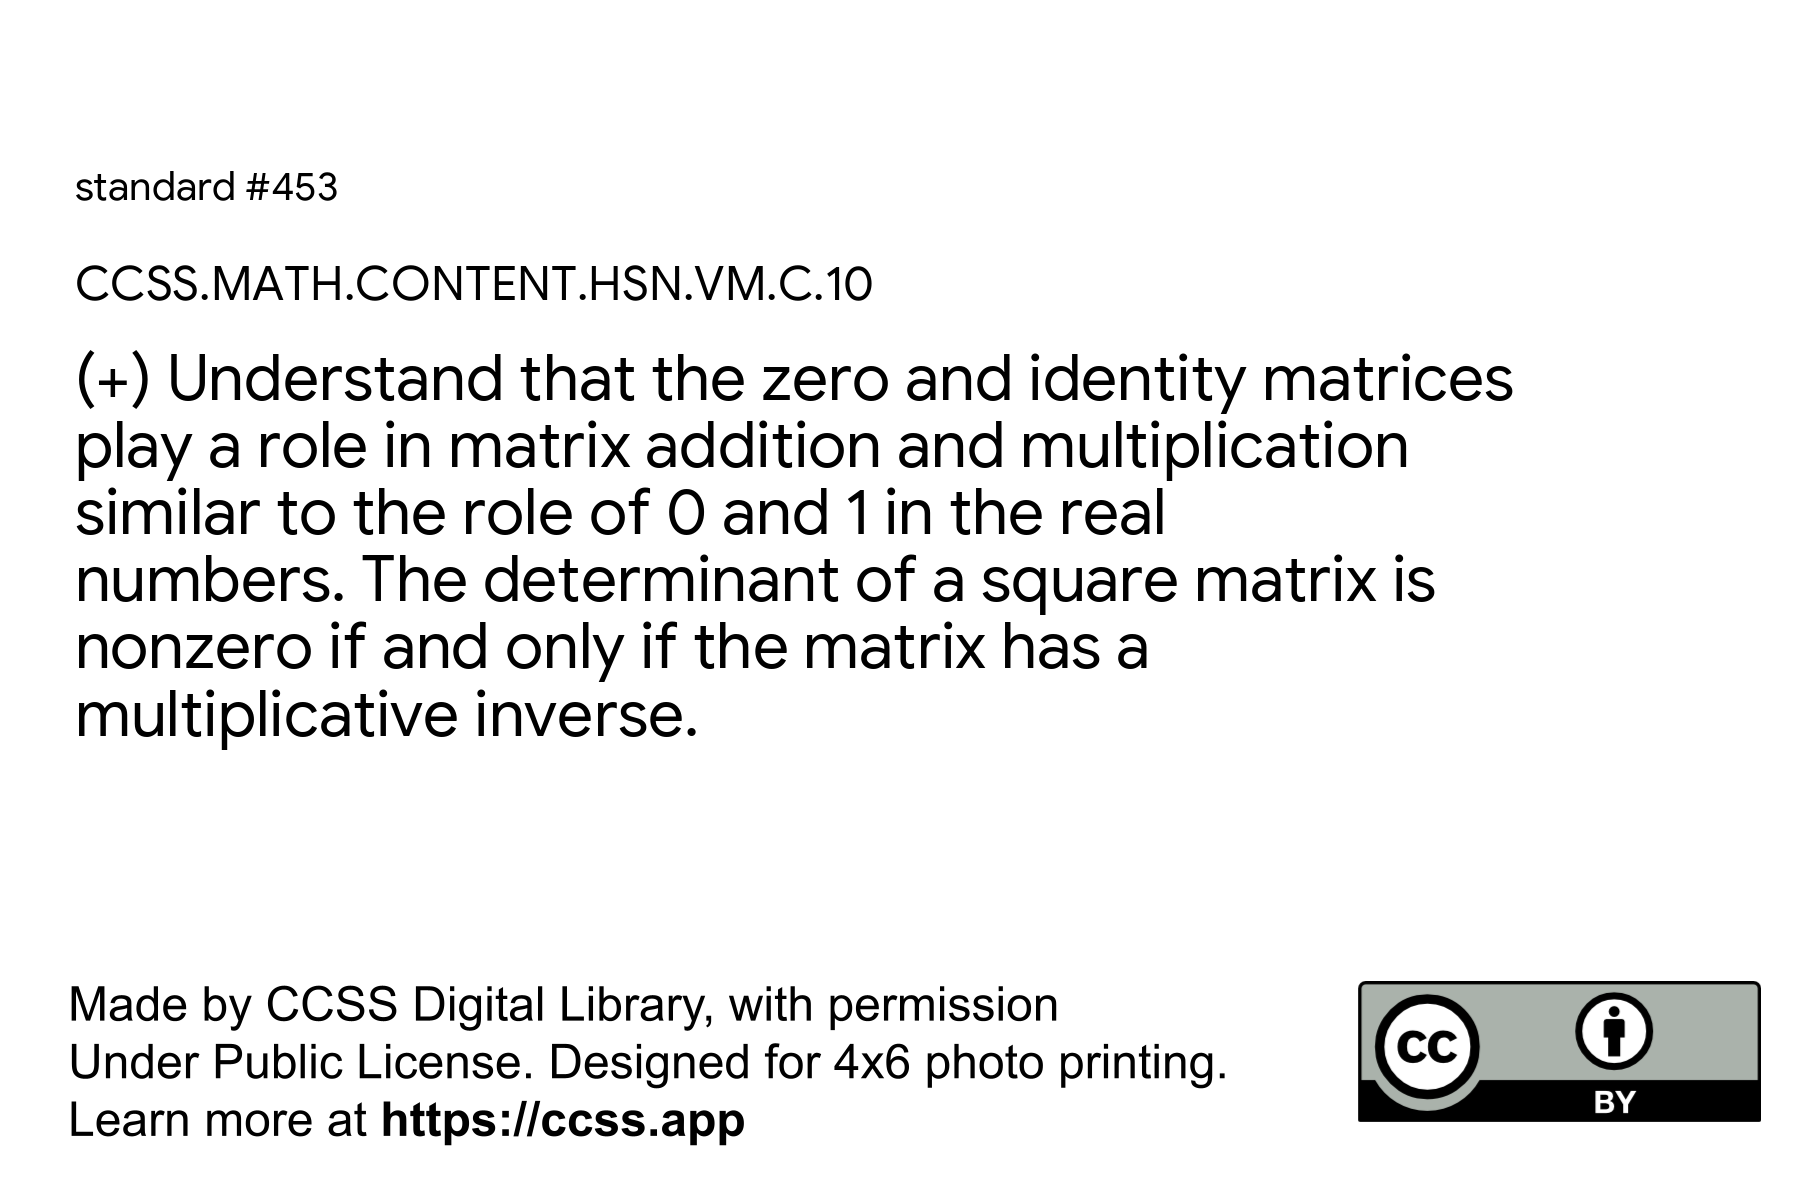 standard #453
CCSS.MATH.CONTENT.HSN.VM.C.10
(+) Understand that the zero and identity matrices
play a role in matrix addition and multiplication
similar to the role of 0 and 1 in the real
numbers. The determinant of a square matrix is
nonzero if and only if the matrix has a
multiplicative inverse.
Made by CCSS Digital Library, with permission
Under Public License. Designed for 4x6 photo printing.
Learn more at https://ccss.app
CC
BY